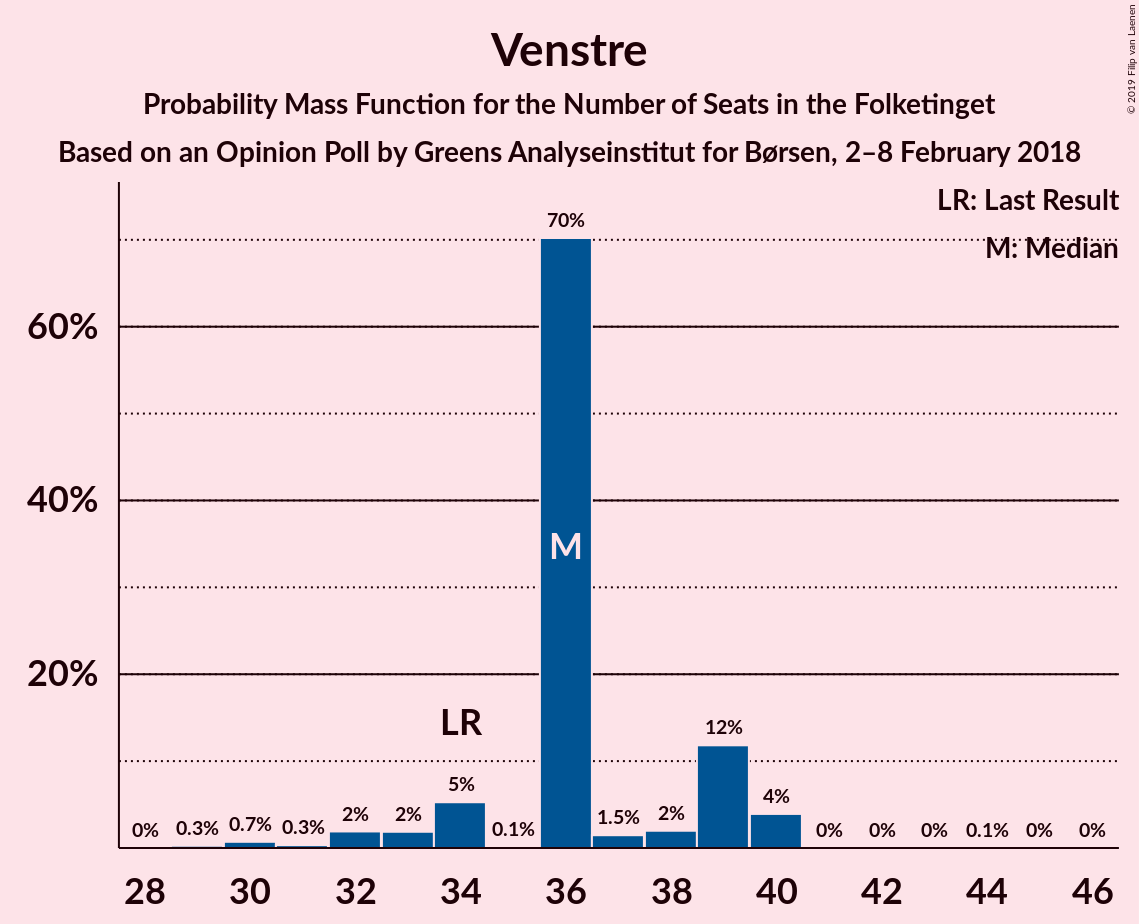 Venstre
Probability Mass Function for the Number of Seats in the Folketinget
Based on an Opinion Poll by Greens Analyseinstitut for Børsen, 2–8 February 2018
© 2019 Filip van Laenen
LR: Last Result
M: Median
60%
40%
20%
0%
0.3%
0.7%
0.3%
2%
2%
5%
0.1%
70%
1.5%
2%
12%
4%
0%
0%
0%
0.1%
0%
0%
LR
M
28 30 32 34 36 38 40 42 44 46